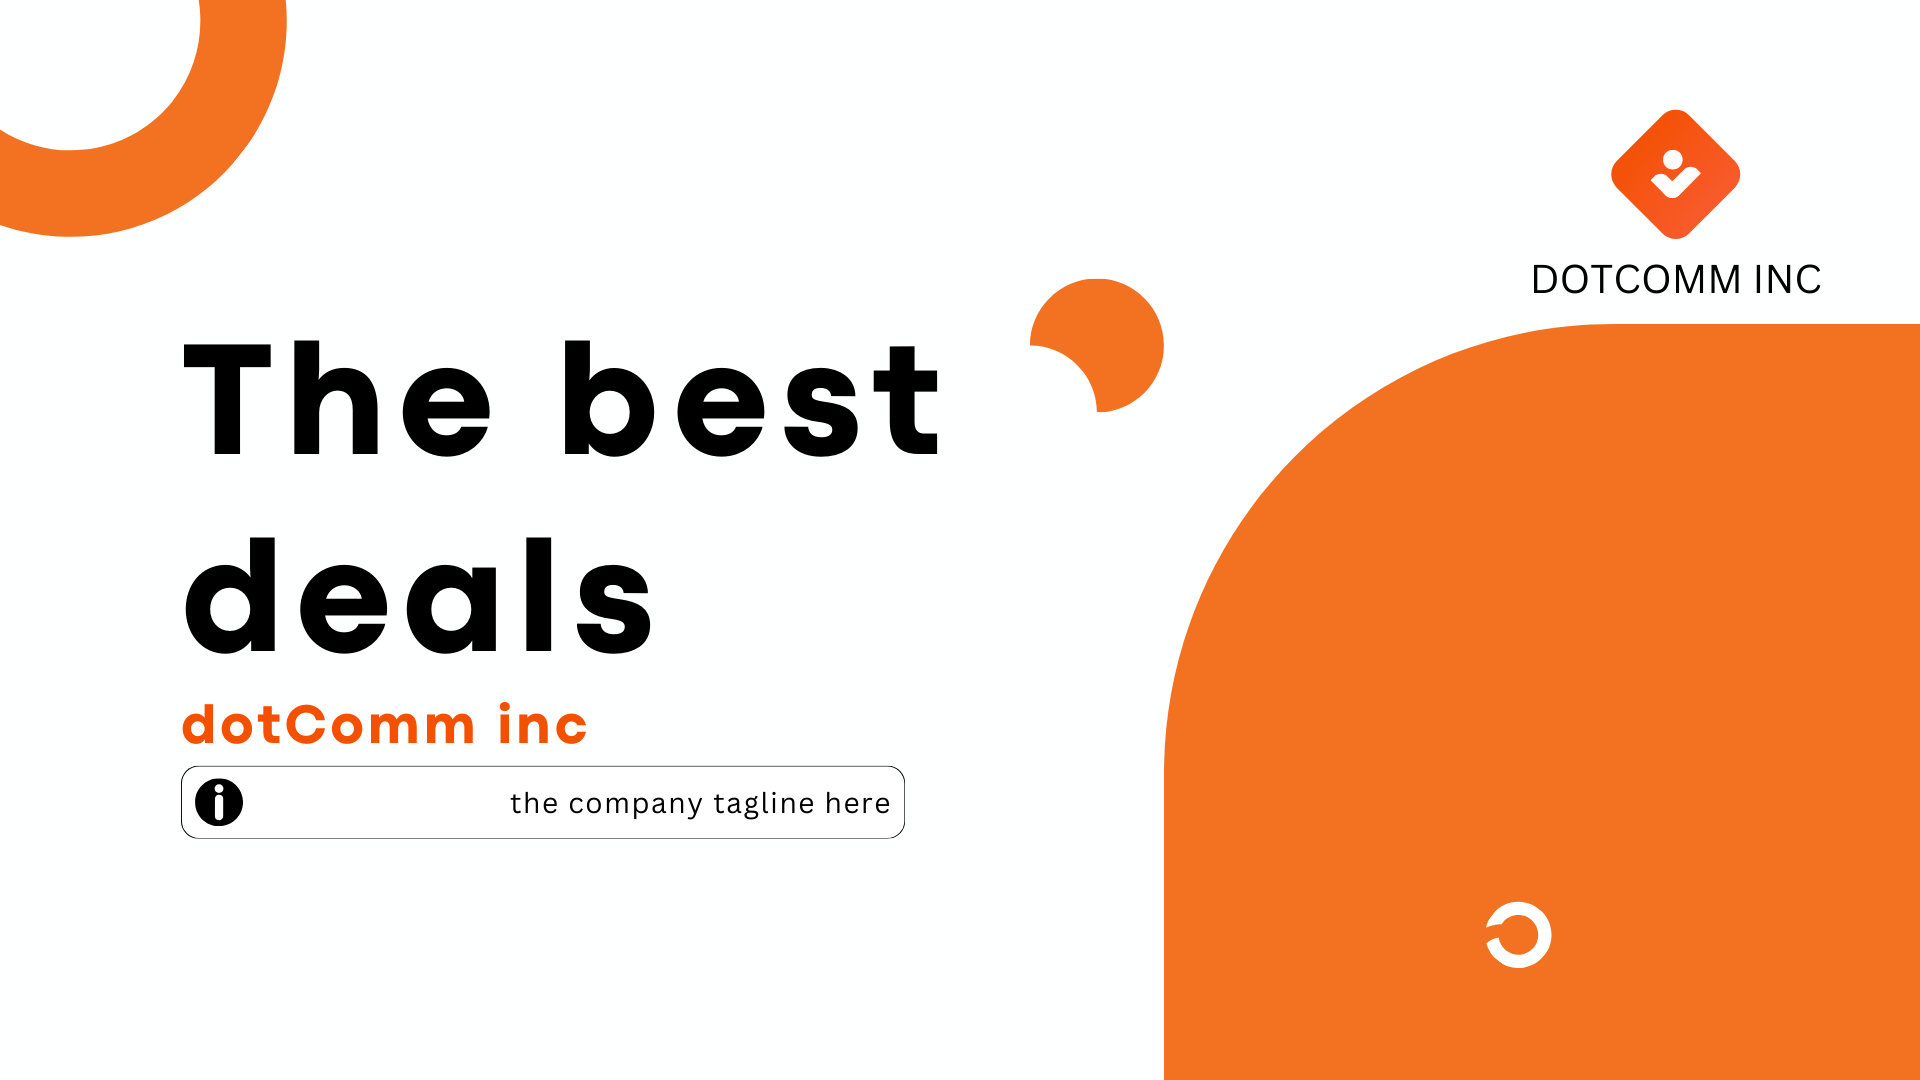 DOTCOMM INC
The best
deals
dotComm inc
the company tagline here